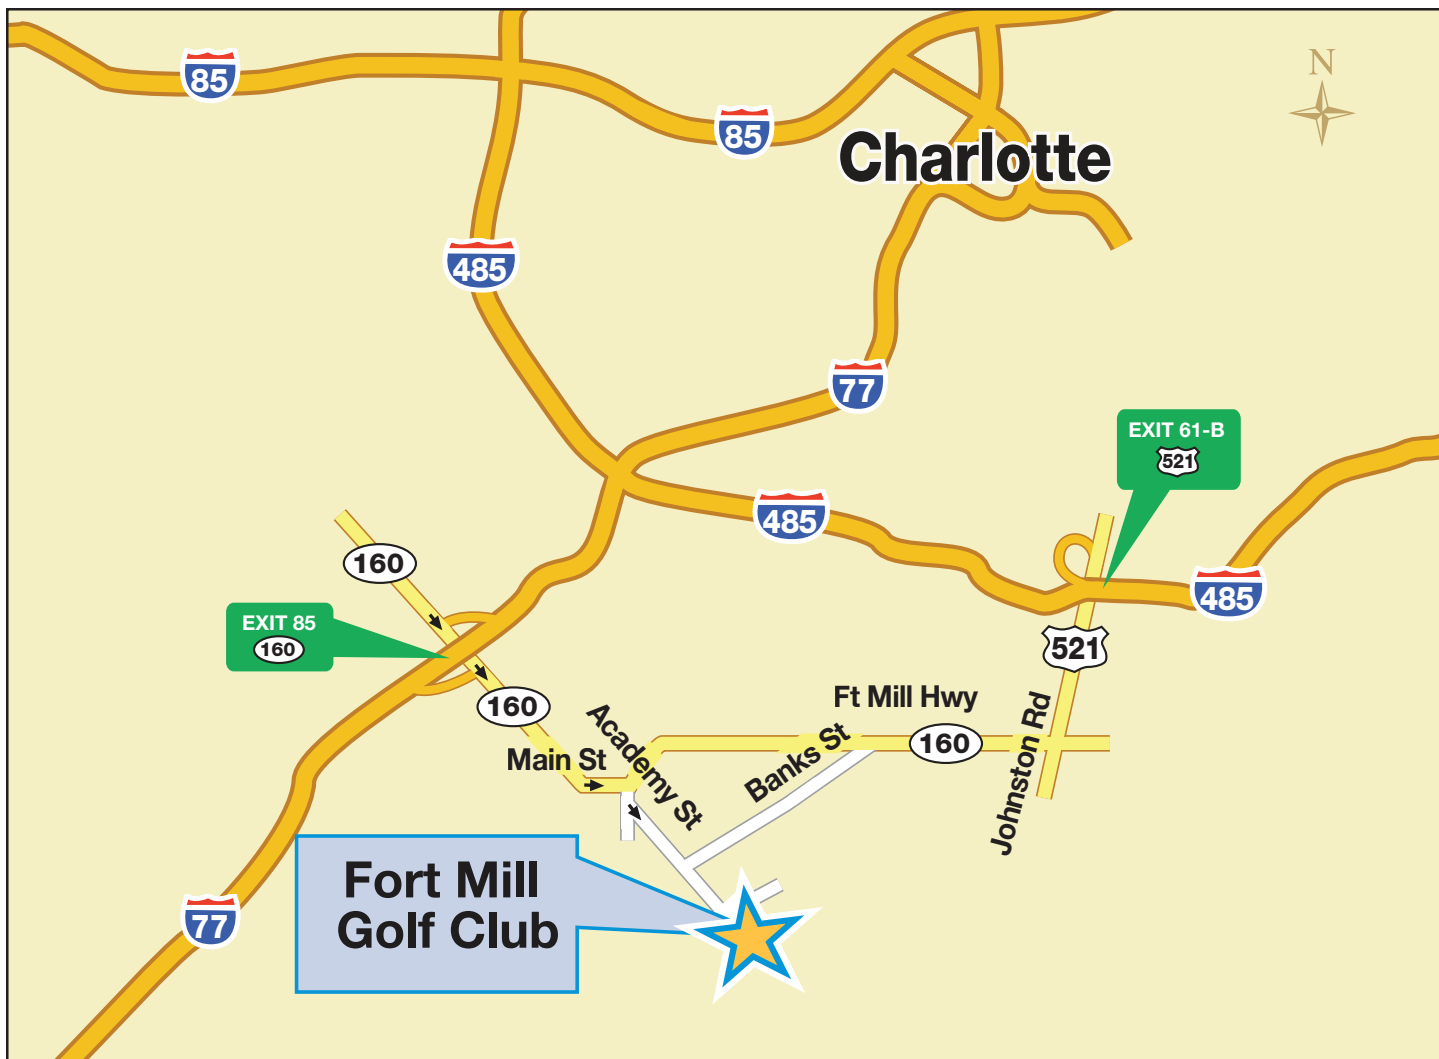 85
N
85
Charlotte
485
77
EXIT 61-B
521
485
160
485
EXIT 85
160
521
160
Ft Mill Hwy
Academy St
Main St
Banks St
160
Johnston Rd
Fort Mill
Golf Club
77